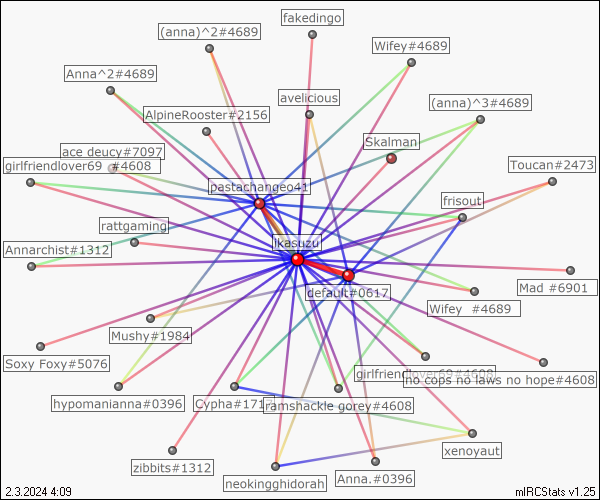 fakedingo
(anna)^2#4689
Wifey#4689
Anna^2#4689
avelicious
(anna)^3#4689
AlpineRooster#2156
Skalman
ace deucy#7097
girlfriendlover69 #4608
Toucan#2473
pastachangeo41
frisout
rattgaming
Annarchist#1312
Ikasuzu
Mad #6901
default#0617
Wifey #4689
Mushy#1984
Soxy Foxy#5076
girlfriendlover69#4608
no cops no laws no hope#4608
hypomanianna#0396
Cypha#1717
ramshackle gorey#4608
xenoyaut
zibbits#1312
neokingghidorah
Anna.#0396
2.3.2024 4:09
mIRCStats v1.25